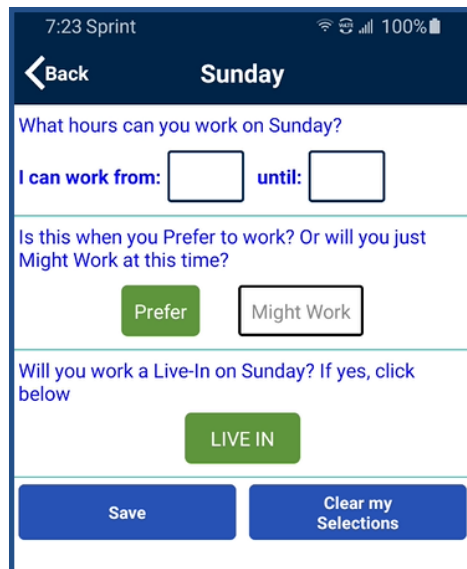 7:23 Sprint 100%
Back Sunday
What hours can you work on Sunday?
I can work from: until:
Is this when you Prefer to work? Or will you just
Might Work at this time?
Prefer Might Work
Will you work a Live-In on Sunday? If yes, click
below
LIVE IN
Save Clear my
Selections